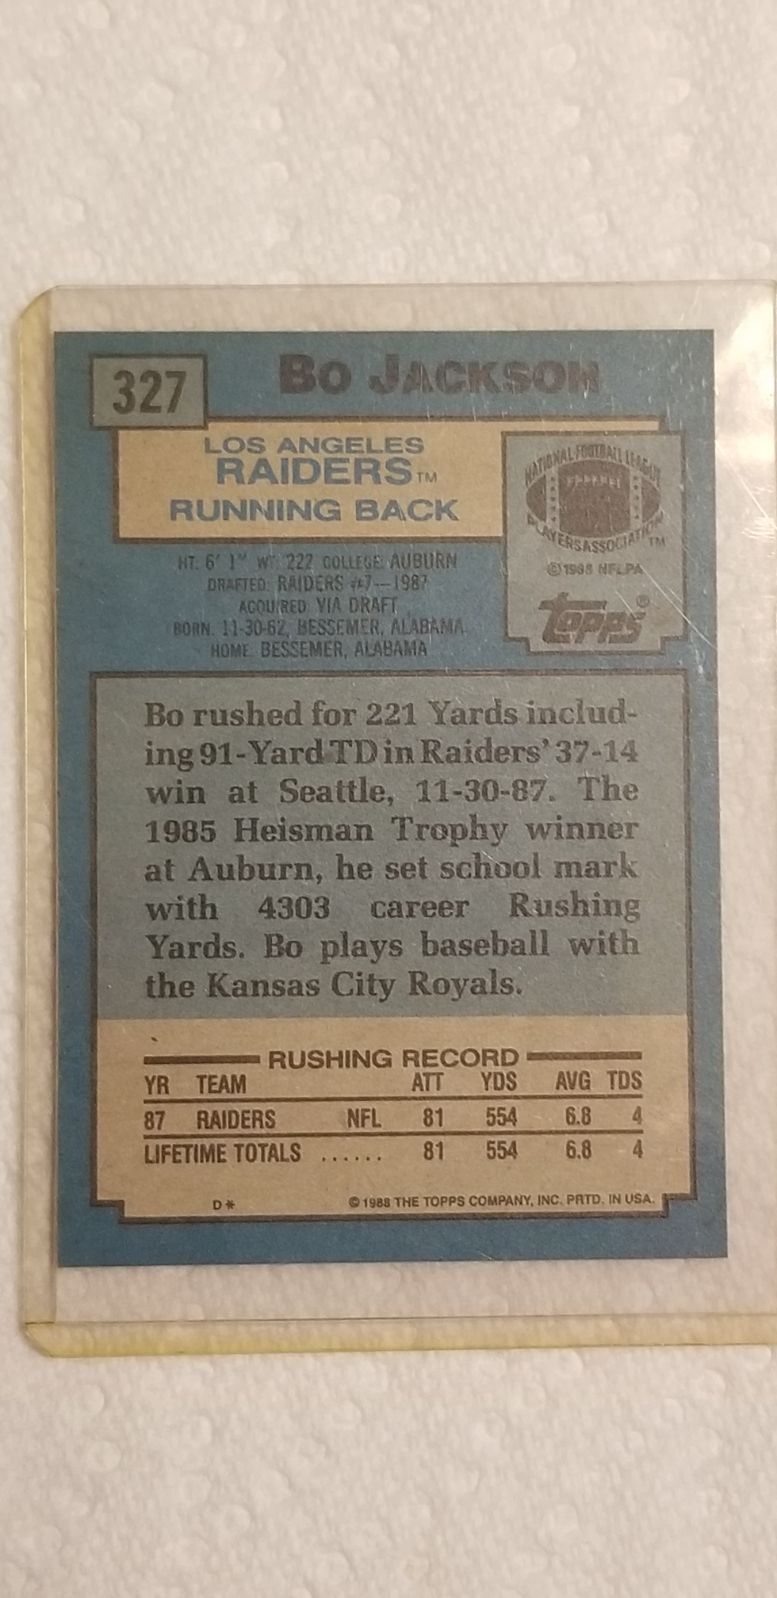 327
BO JACKSON
LOS ANGELES
RAIDERS™
RUNNING BACK
NATIONAL FOOTBALL LEAGUE
PLAYERS ASSOCIATION™
©1988 NFLPA
topps®
HT: 6' 1" WT: 222 COLLEGE: AUBURN
DRAFTED: RAIDERS #7—1987
ACQUIRED: VIA DRAFT
BORN: 11-30-62, BESSEMER, ALABAMA
HOME: BESSEMER, ALABAMA
Bo rushed for 221 Yards includ-
ing 91-Yard TD in Raiders' 37-14
win at Seattle, 11-30-87. The
1985 Heisman Trophy winner
at Auburn, he set school mark
with 4303 career Rushing
Yards. Bo plays baseball with
the Kansas City Royals.
RUSHING RECORD
YR TEAM ATT YDS AVG TDS
87 RAIDERS NFL 81 554 6.8 4
LIFETIME TOTALS ...... 81 554 6.8 4
D* ©1988 THE TOPPS COMPANY, INC. PRTD. IN USA.